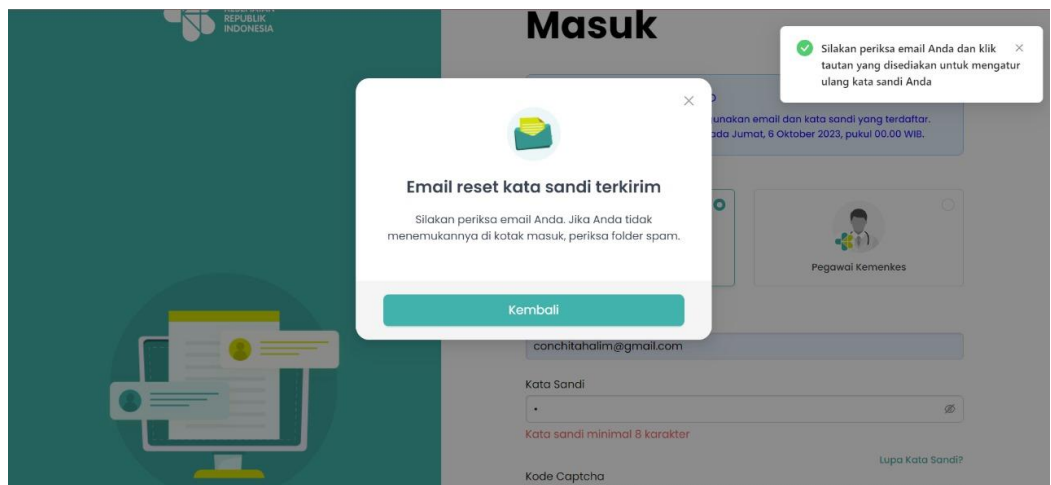 REPUBLIK
INDONESIA
Masuk
Silakan periksa email Anda dan klik
tautan yang disediakan untuk mengatur
ulang kata sandi Anda
unakan email dan kata sandi yang terdaftar.
ada Jumat, 6 Oktober 2023, pukul 00.00 WIB.
Email reset kata sandi terkirim
Silakan periksa email Anda. Jika Anda tidak
menemukannya di kotak masuk, periksa folder spam.
Kembali
Pegawai Kemenkes
conchitahalim@gmail.com
Kata Sandi
Kata sandi minimal 8 karakter
Lupa Kata Sandi?
Kode Captcha